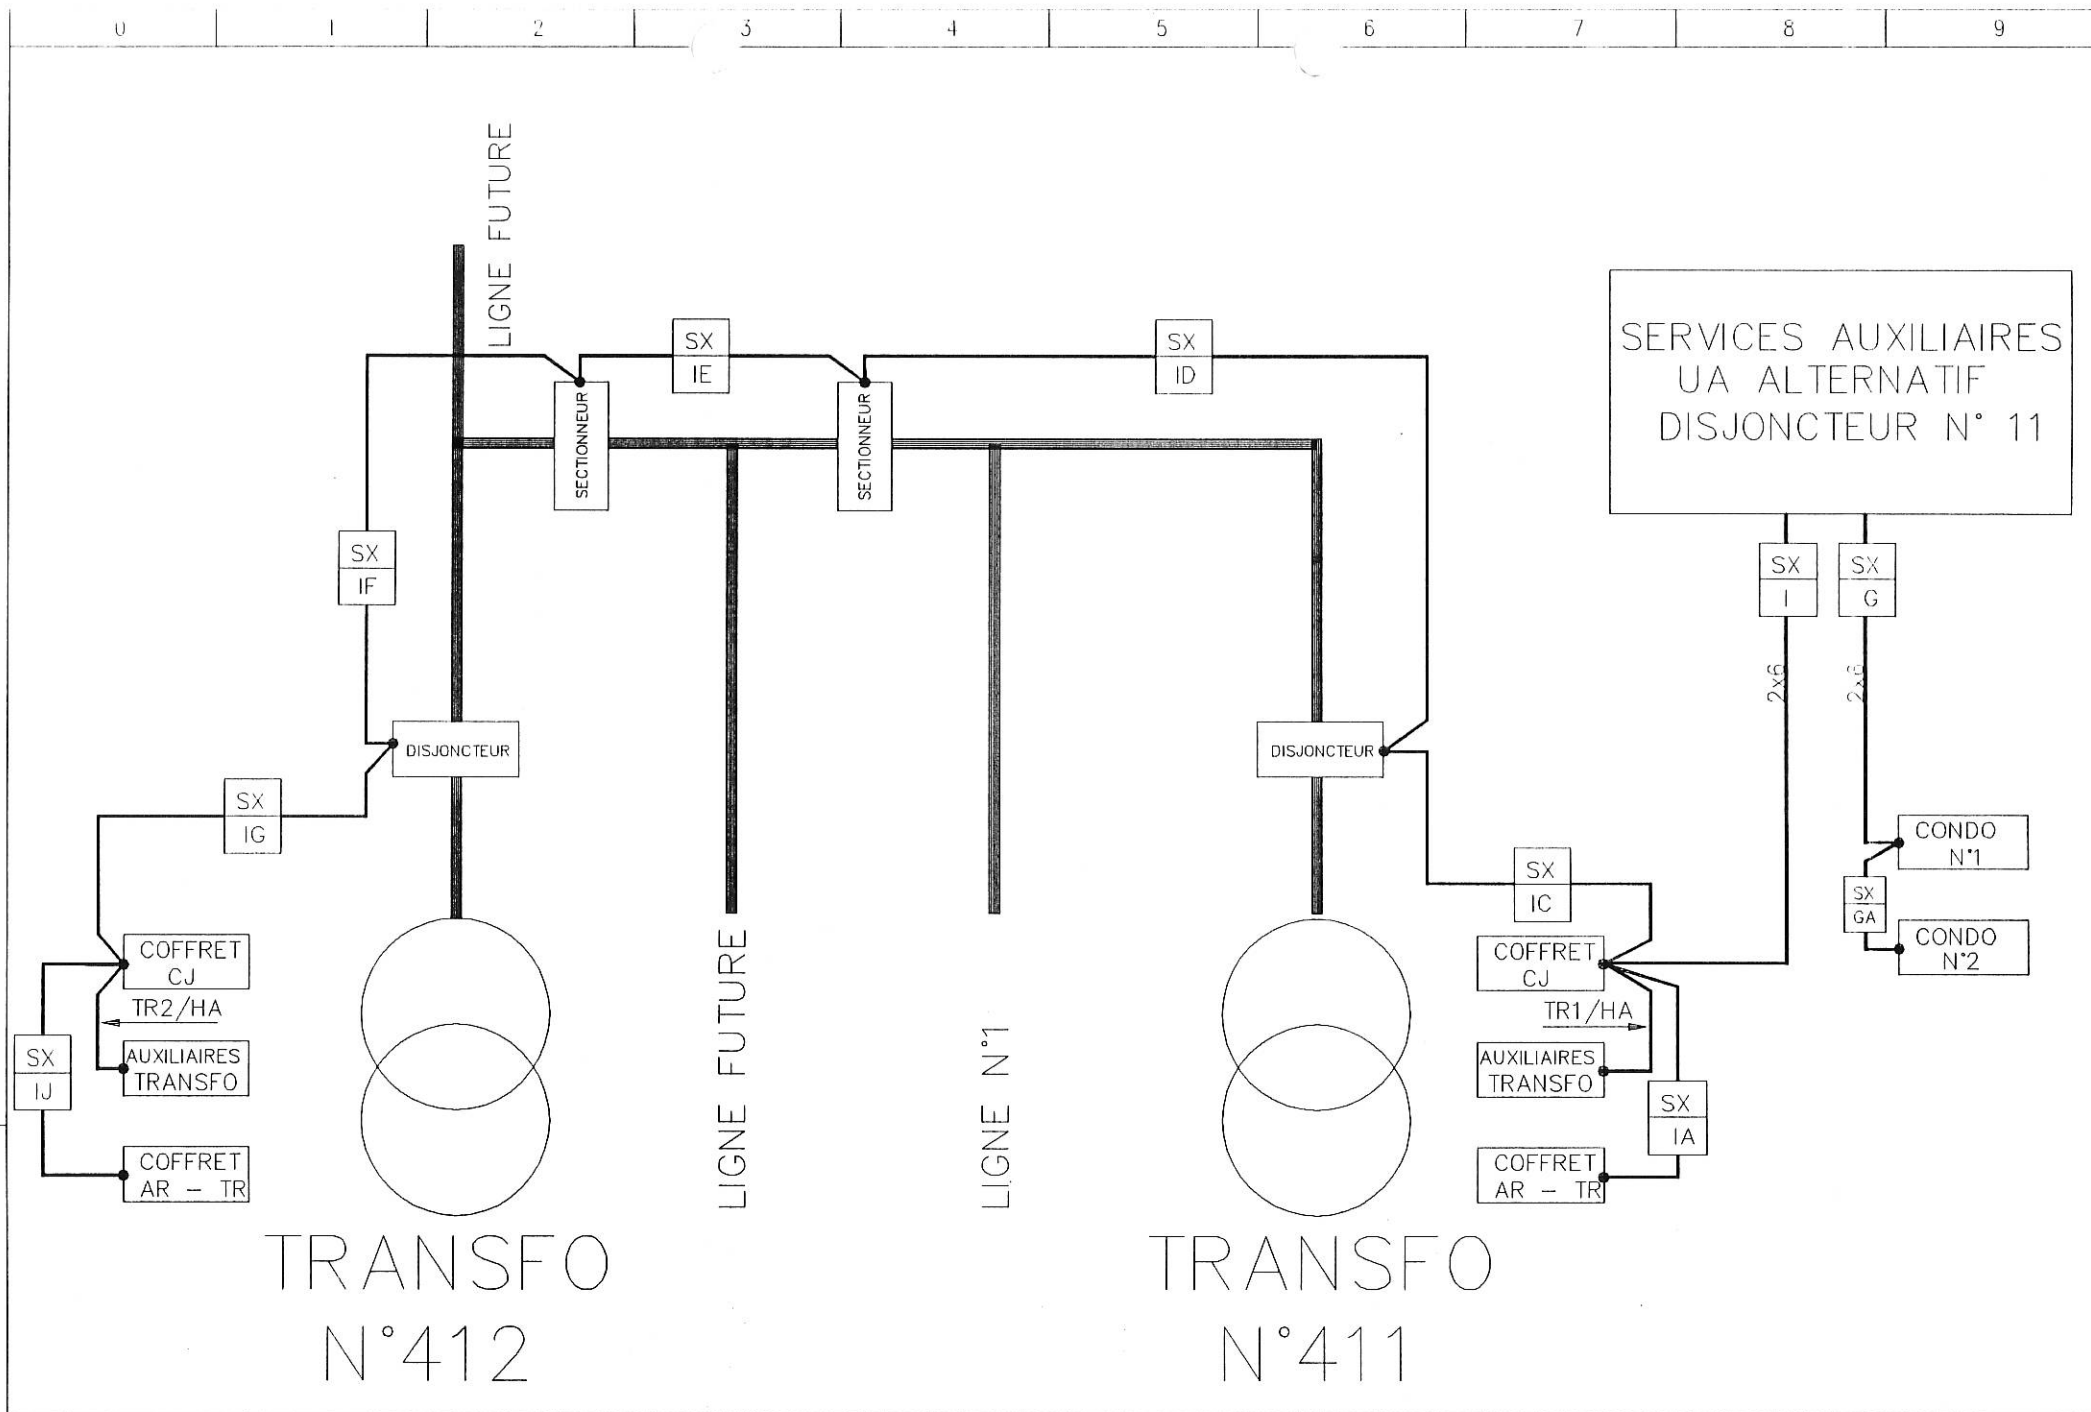 0 1 2 3 4 5 6 7 8 9
LIGNE FUTURE
SERVICES AUXILIAIRES
UA ALTERNATIF
DISJONCTEUR N° 11
SX
IE
SX
ID
SECTIONNEUR
SECTIONNEUR
SX
IF
SX
I
SX
G
2x6
2x6
DISJONCTEUR
DISJONCTEUR
SX
IG
SX
IC
CONDO
N°1
SX
GA
CONDO
N°2
COFFRET
CJ
TR2/HA
SX
IJ
AUXILIAIRES
TRANSFO
COFFRET
AR - TR
LIGNE FUTURE
LIGNE N°1
COFFRET
CJ
TR1/HA
AUXILIAIRES
TRANSFO
SX
IA
COFFRET
AR - TR
TRANSFO
N°412
TRANSFO
N°411